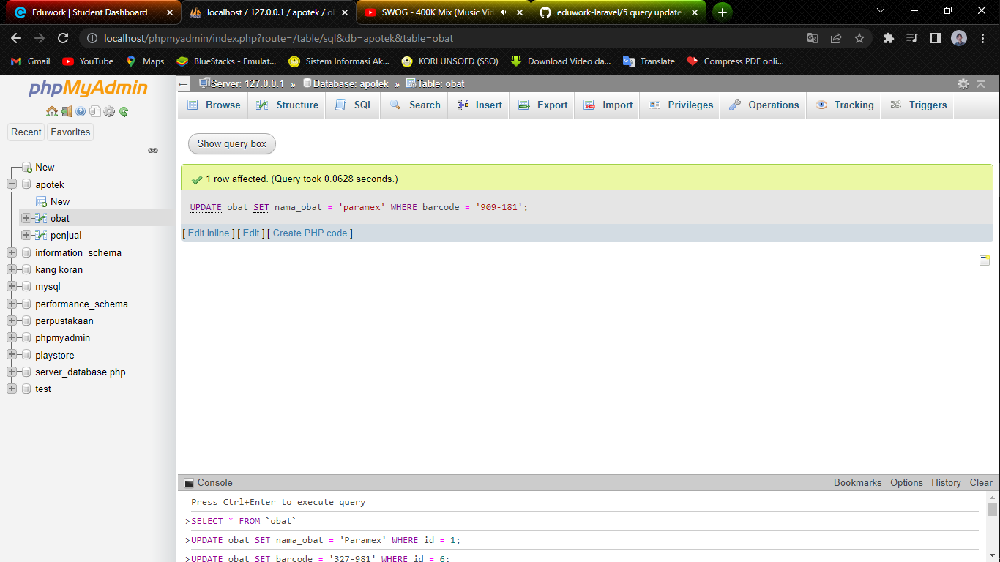 Eduwork | Student Dashboard
localhost / 127.0.0.1 / apotek / ob
SWOG - 400K Mix (Music Vid
eduwork-laravel/5 query update
localhost/phpmyadmin/index.php?route=/table/sql&db=apotek&table=obat
Gmail YouTube Maps BlueStacks - Emulat... Sistem Informasi Ak... KORI UNSOED (SSO) Download Video da... Translate Compress PDF onli...
phpMyAdmin
Recent Favorites
New
apotek
New
obat
penjual
information_schema
kang koran
mysql
performance_schema
perpustakaan
phpmyadmin
playstore
server_database.php
test
Server: 127.0.0.1 » Database: apotek » Table: obat
Browse Structure SQL Search Insert Export Import Privileges Operations Tracking Triggers
Show query box
1 row affected. (Query took 0.0628 seconds.)
UPDATE obat SET nama_obat = 'paramex' WHERE barcode = '909-181';
[ Edit inline ] [ Edit ] [ Create PHP code ]
Console Bookmarks Options History Clear
Press Ctrl+Enter to execute query
>SELECT * FROM `obat`
>UPDATE obat SET nama_obat = 'Paramex' WHERE id = 1;
>UPDATE obat SET barcode = '327-981' WHERE id = 6;